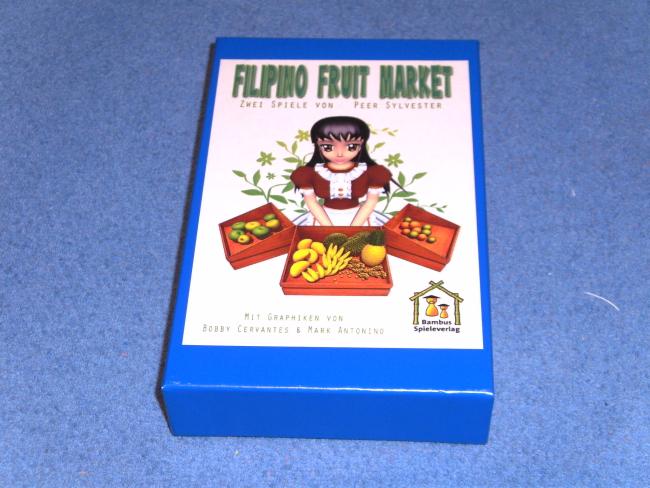 FILIPINO FRUIT MARKET
ZWEI SPIELE VON PEER SYLVESTER
MIT GRAPHIKEN VON
BOBBY CERVANTES & MARK ANTONINO
Bambus
Spieleverlag